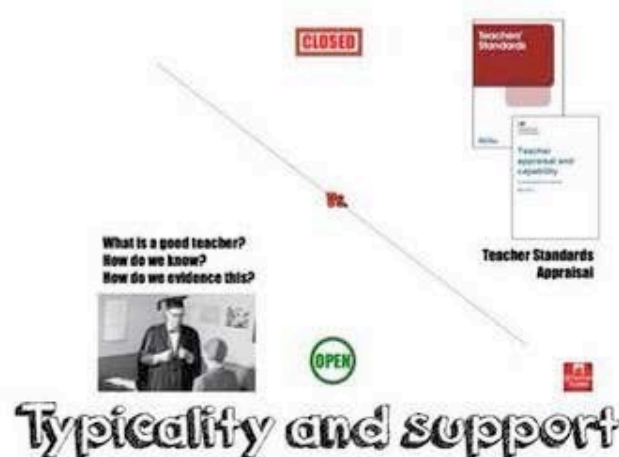 CLOSED
Teachers'
Standards
Teacher
appraisal and
capability
Vs.
What is a good teacher?
How do we know?
How do we evidence this?
Teacher Standards
Appraisal
OPEN
Typicality and support